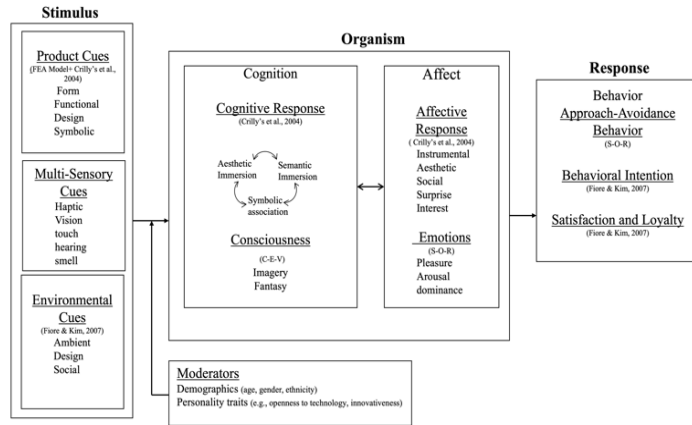 Stimulus
Product Cues
(FEA Model+ Crilly's et al.,
2004)
Form
Functional
Design
Symbolic
Multi-Sensory
Cues
Haptic
Vision
touch
hearing
smell
Environmental
Cues
(Fiore & Kim, 2007)
Ambient
Design
Social
Organism
Cognition
Cognitive Response
(Crilly's et al., 2004)
Aesthetic
Immersion
Semantic
Immersion
Symbolic
association
Consciousness
(C-E-V)
Imagery
Fantasy
Affect
Affective
Response
( Crilly's et al., 2004)
Instrumental
Aesthetic
Social
Surprise
Interest
Emotions
(S-O-R)
Pleasure
Arousal
dominance
Moderators
Demographics (age, gender, ethnicity)
Personality traits (e.g., openness to technology, innovativeness)
Response
Behavior
Approach-Avoidance
Behavior
(S-O-R)
Behavioral Intention
(Fiore & Kim, 2007)
Satisfaction and Loyalty
(Fiore & Kim, 2007)